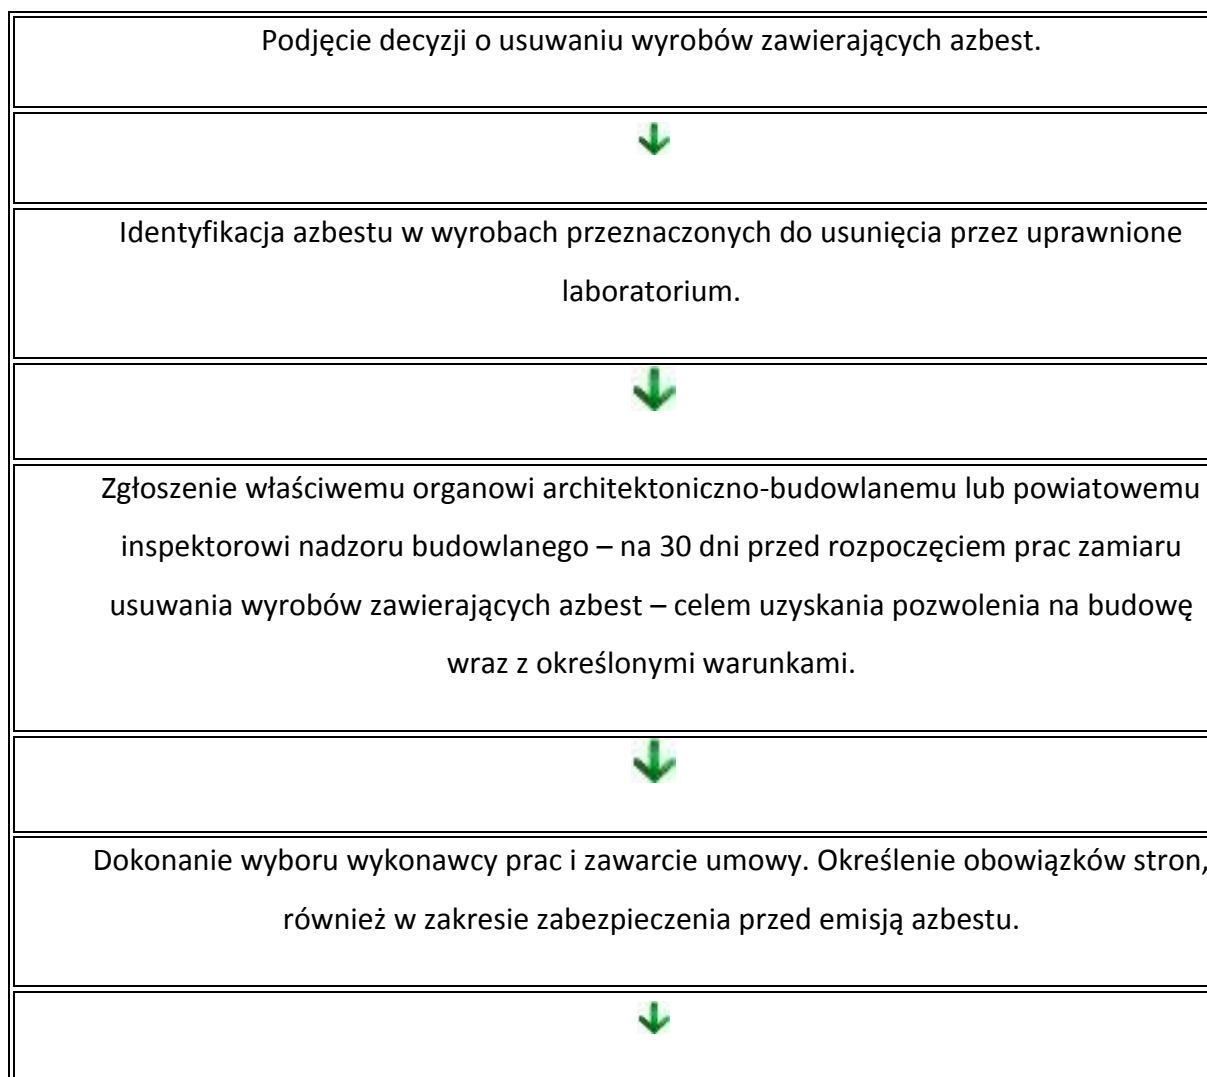 Podjęcie decyzji o usuwaniu wyrobów zawierających azbest.
Identyfikacja azbestu w wyrobach przeznaczonych do usunięcia przez uprawnione
laboratorium.
Zgłoszenie właściwemu organowi architektoniczno-budowlanemu lub powiatowemu
inspektorowi nadzoru budowlanego – na 30 dni przed rozpoczęciem prac zamiaru
usuwania wyrobów zawierających azbest – celem uzyskania pozwolenia na budowę
wraz z określonymi warunkami.
Dokonanie wyboru wykonawcy prac i zawarcie umowy. Określenie obowiązków stron,
również w zakresie zabezpieczenia przed emisją azbestu.